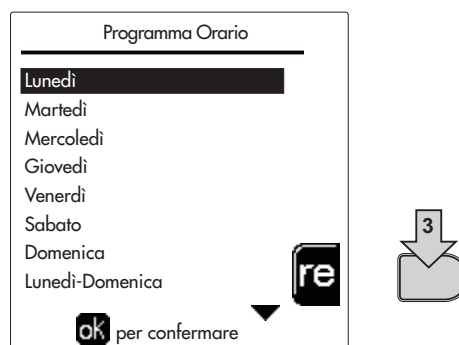 Programma Orario
Lunedì
Martedì
Mercoledì
Giovedì
Venerdì
Sabato
Domenica
Lunedì-Domenica
re
ok per confermare
3